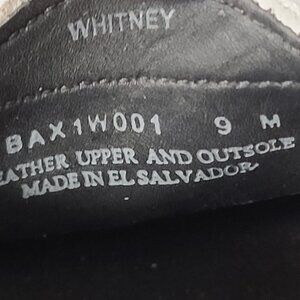 WHITNEY
BAX1W001 9 M
EATHER UPPER AND OUTSOLE
MADE IN EL SALVADOR